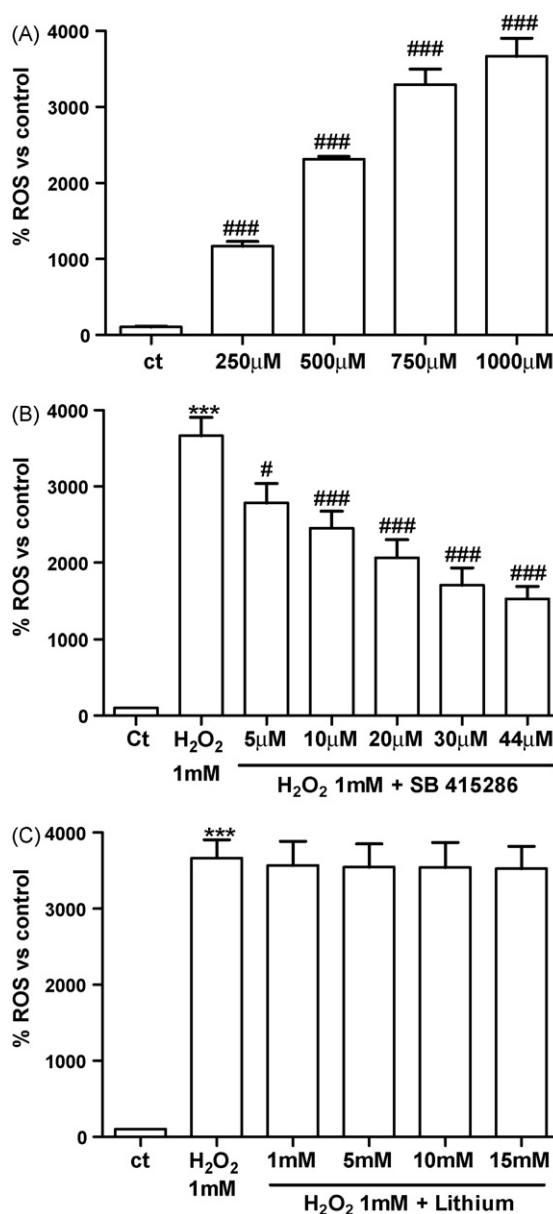 (A)
% ROS vs control
4000
3000
2000
1000
0
###
###
###
###
ct 250μM 500μM 750μM 1000μM
(B)
% ROS vs control
4000
3000
2000
1000
0
***
#
###
###
###
###
Ct H₂O₂ 5μM 10μM 20μM 30μM 44μM
1mM
H₂O₂ 1mM + SB 415286
(C)
% ROS vs control
4000
3000
2000
1000
0
***
ct H₂O₂ 1mM 5mM 10mM 15mM
1mM
H₂O₂ 1mM + Lithium